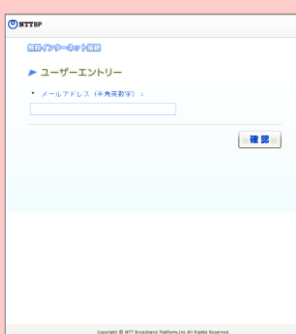 NTTBP
無料インターネット接続
ユーザーエントリー
・ メールアドレス (半角英数字) :
確認
Copyright © NTT Broadband Platform, Inc. All Rights Reserved.